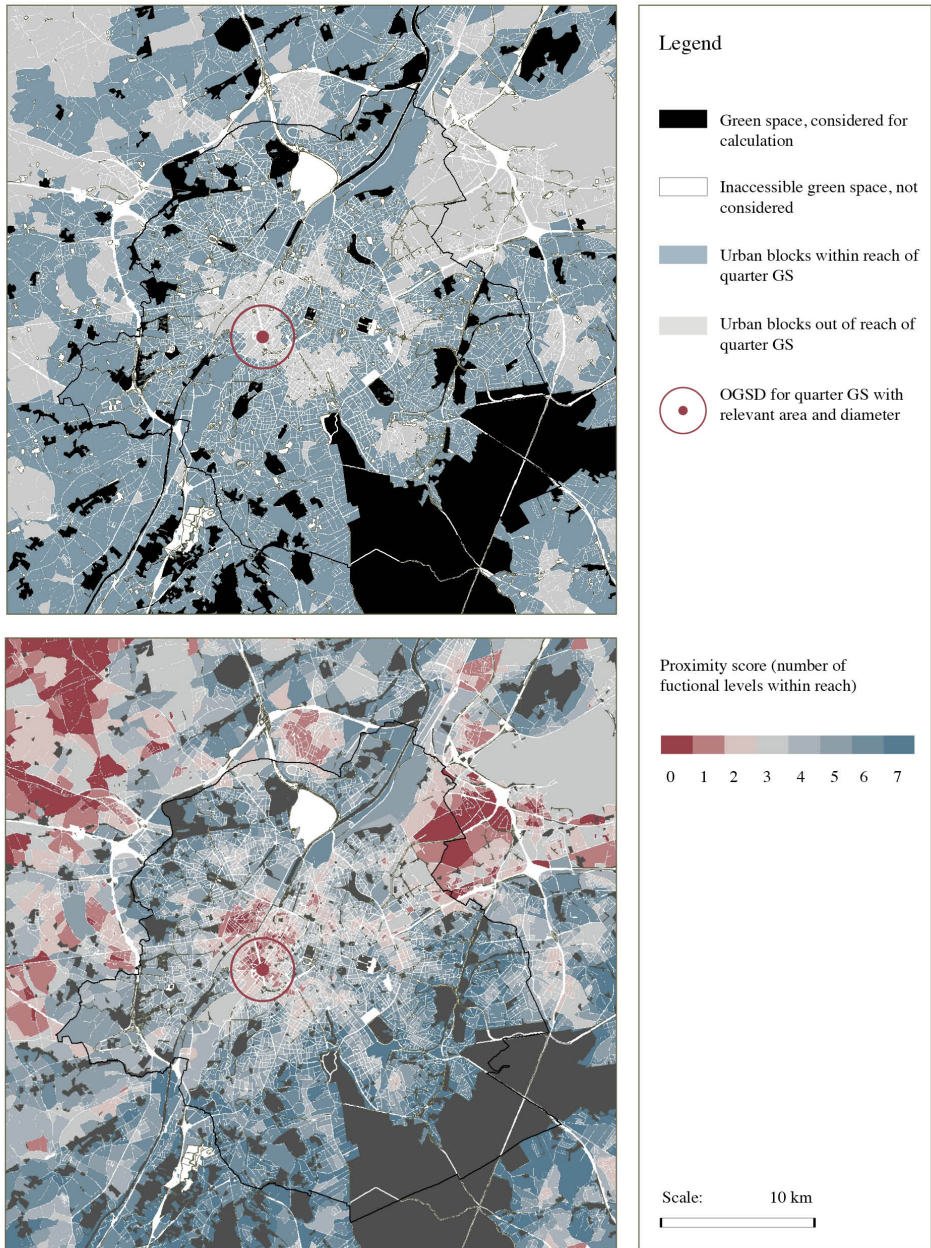 Legend
Green space, considered for
calculation
Inaccessible green space, not
considered
Urban blocks within reach of
quarter GS
Urban blocks out of reach of
quarter GS
OGSD for quarter GS with
relevant area and diameter
Proximity score (number of
fuctional levels within reach)
0 1 2 3 4 5 6 7
Scale: 10 km